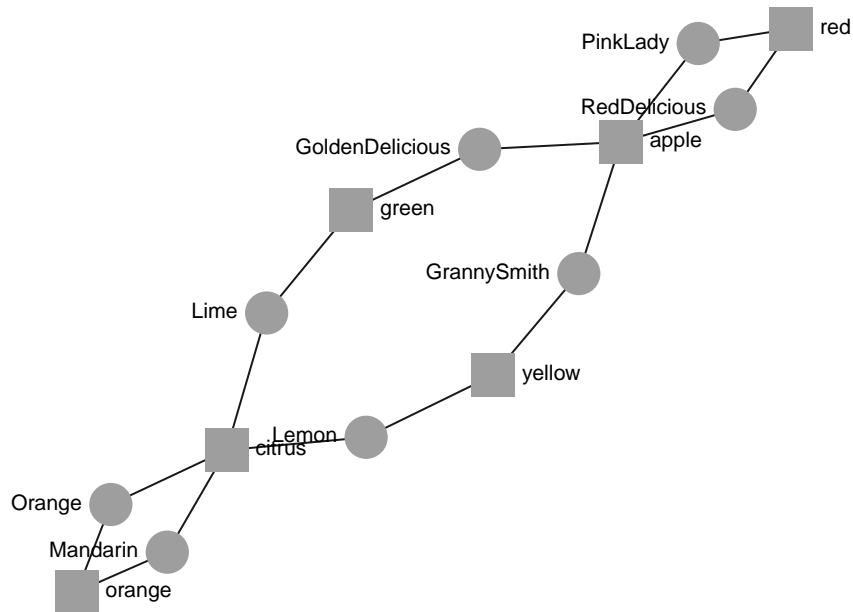 red
PinkLady
RedDelicious
apple
GoldenDelicious
green
GrannySmith
Lime
yellow
Lemon
citrus
Orange
Mandarin
orange